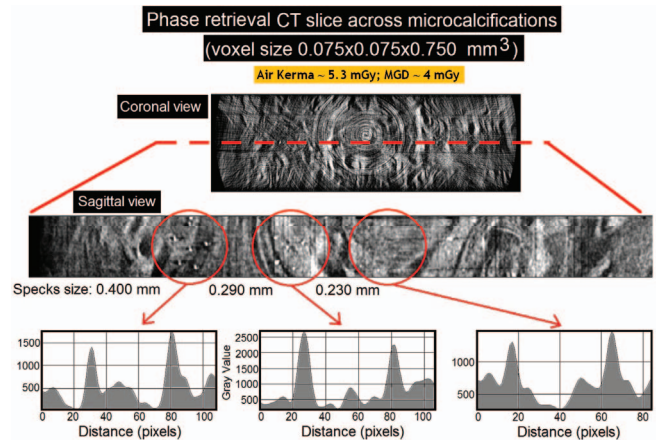 Phase retrieval CT slice across microcalcifications
(voxel size 0.075x0.075x0.750 mm³)
Air Kerma ~ 5.3 mGy; MGD ~ 4 mGy
Coronal view
Sagittal view
Specks size: 0.400 mm 0.290 mm 0.230 mm
1500
1000
500
0 20 40 60 80 100
Distance (pixels)
Gray Value
2500
2000
1500
1000
500
0 20 40 60 80 100
Distance (pixels)
1000
500
0 20 40 60 80
Distance (pixels)